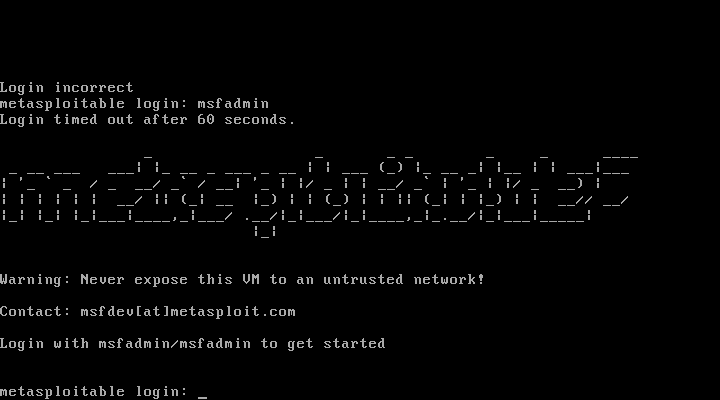 Login incorrect
metasploitable login: msfadmin
Login timed out after 60 seconds.
metasploitable2
Warning: Never expose this VM to an untrusted network!
Contact: msfdev[at]metasploit.com
Login with msfadmin/msfadmin to get started
metasploitable login: _